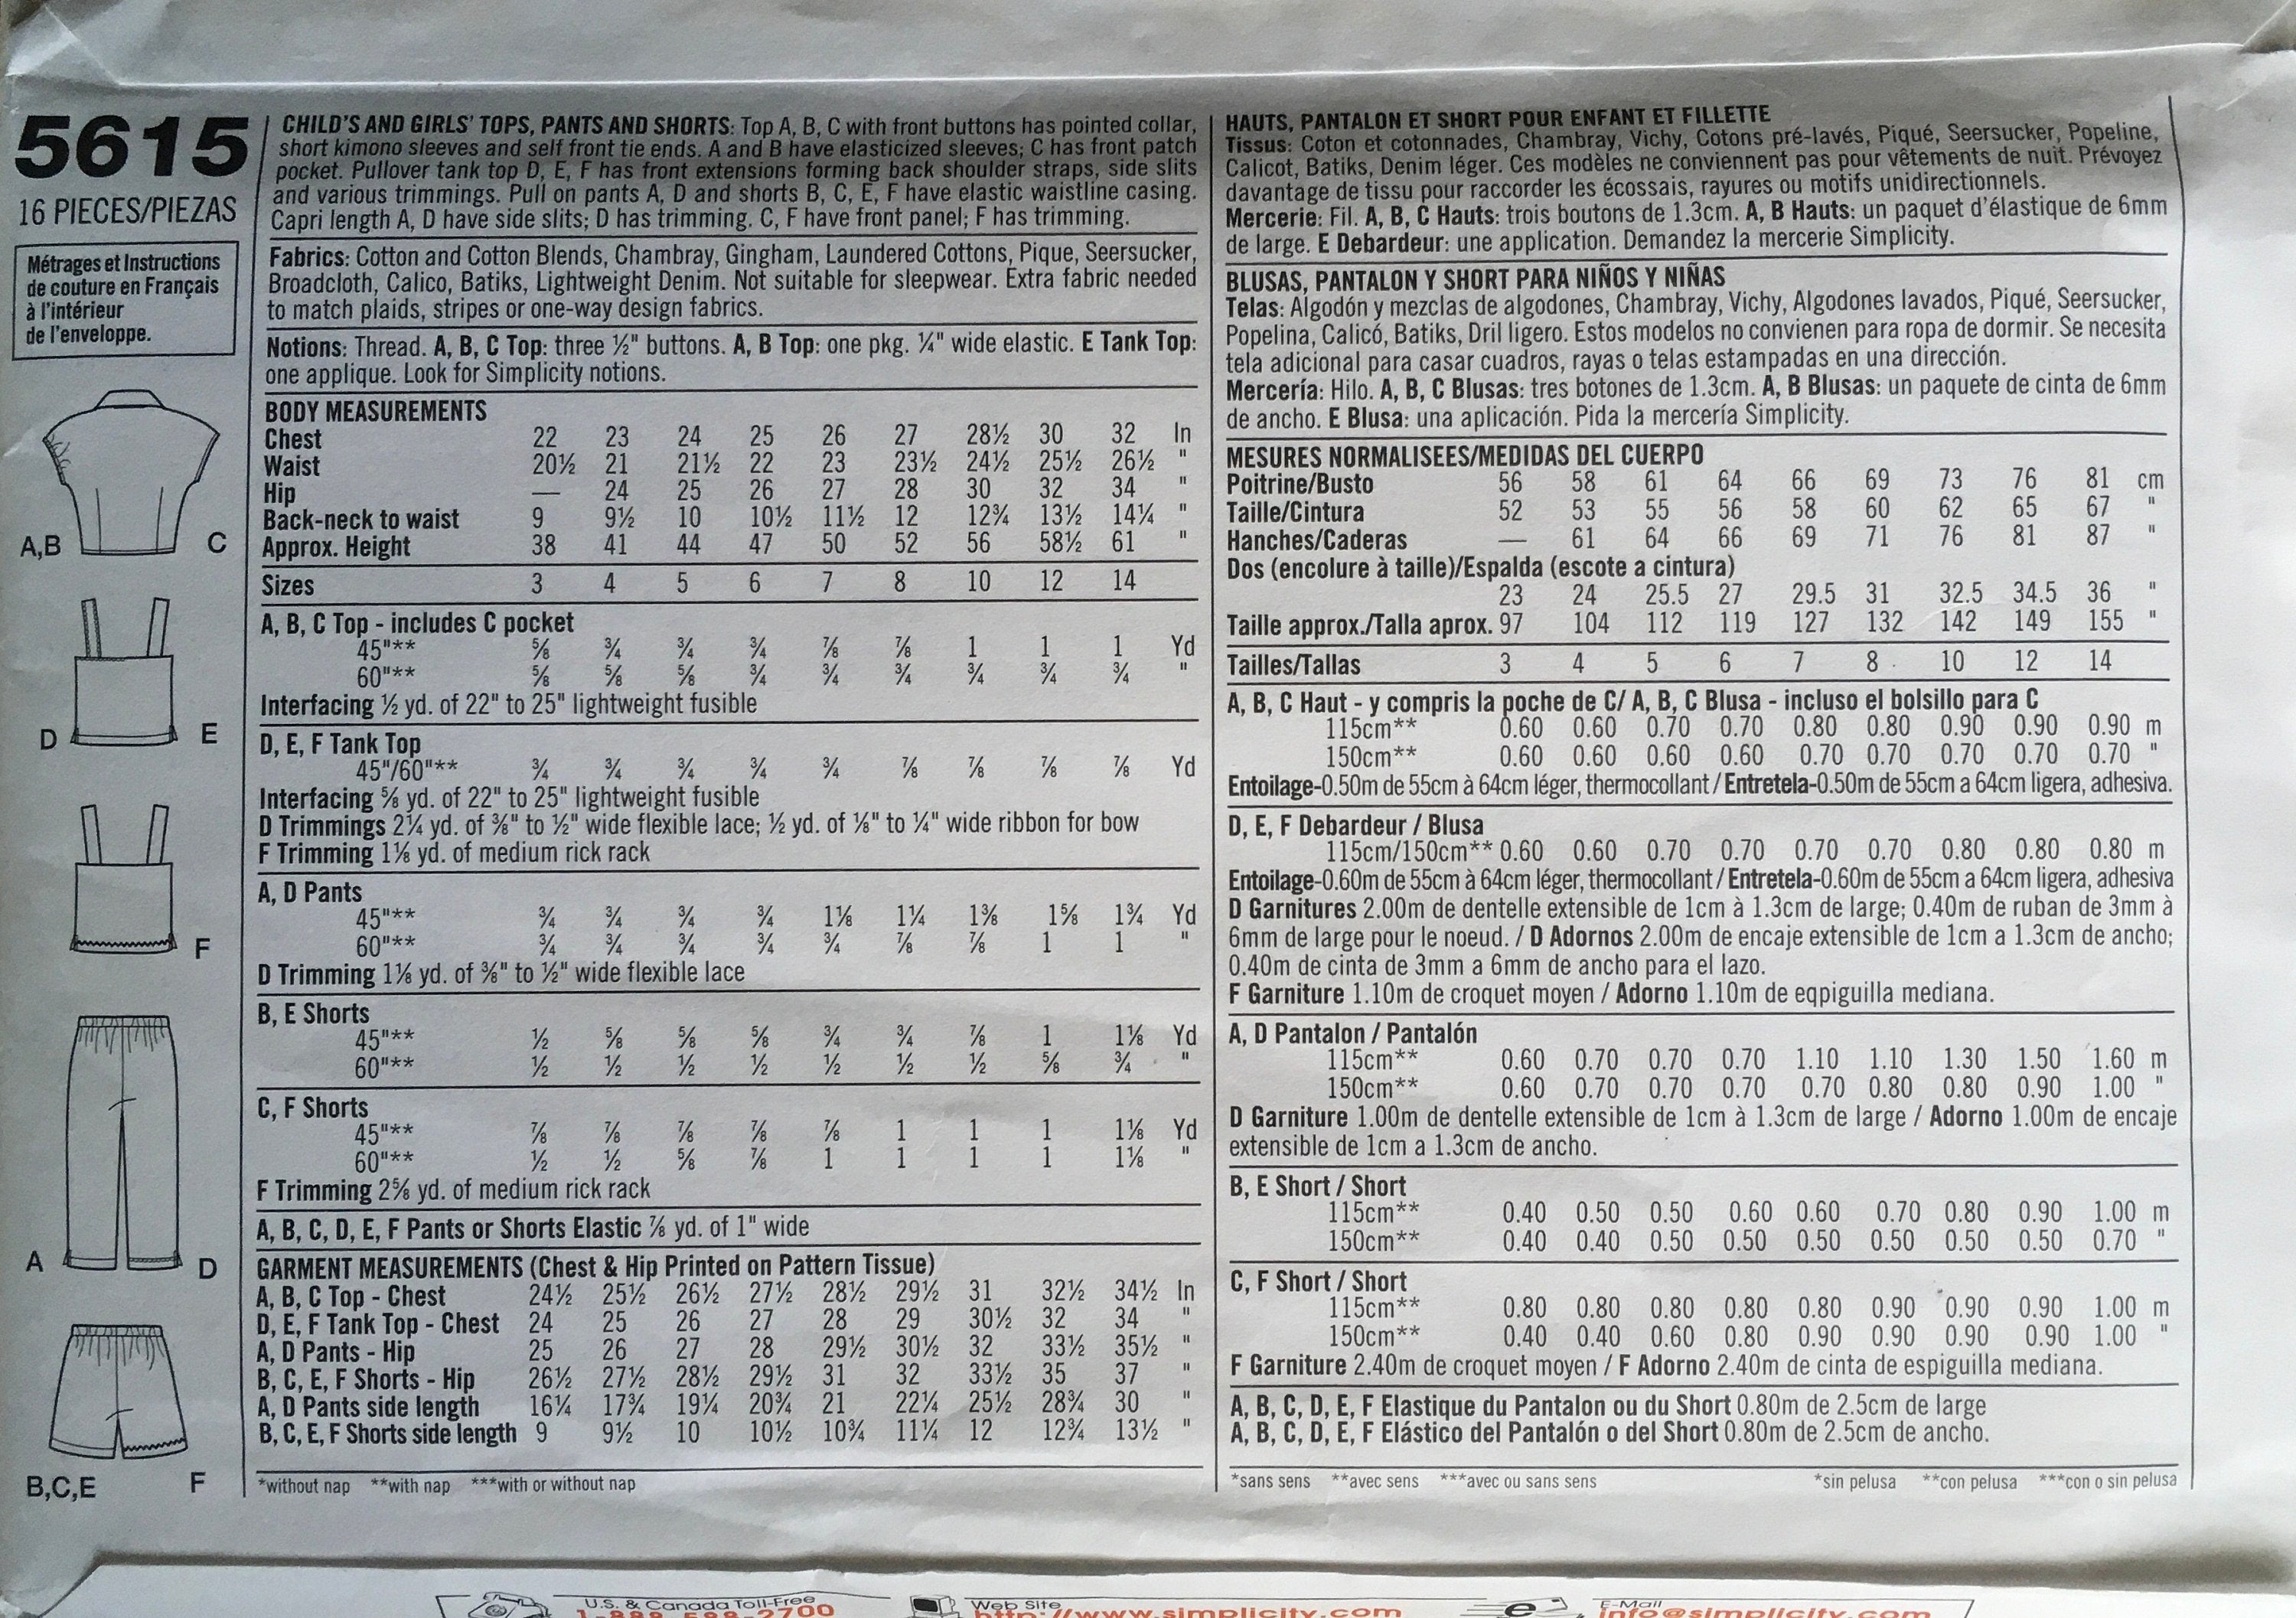 5615
16 PIECES/PIEZAS
Métrages et Instructions
de couture en Français
à l'intérieur
de l'enveloppe.
A,B
C
D
E
F
A
D
B,C,E
F
CHILD'S AND GIRLS' TOPS, PANTS AND SHORTS: Top A, B, C with front buttons has pointed collar,
short kimono sleeves and self front tie ends. A and B have elasticized sleeves; C has front patch
pocket. Pullover tank top D, E, F has front extensions forming back shoulder straps, side slits
and various trimmings. Pull on pants A, D and shorts B, C, E, F have elastic waistline casing.
Capri length A, D have side slits; D has trimming. C, F have front panel; F has trimming.
Fabrics: Cotton and Cotton Blends, Chambray, Gingham, Laundered Cottons, Pique, Seersucker,
Broadcloth, Calico, Batiks, Lightweight Denim. Not suitable for sleepwear. Extra fabric needed
to match plaids, stripes or one-way design fabrics.
Notions: Thread. A, B, C Top: three ½" buttons. A, B Top: one pkg. ¼" wide elastic. E Tank Top:
one applique. Look for Simplicity notions.
BODY MEASUREMENTS
Chest 22 23 24 25 26 27 28½ 30 32 In
Waist 20½ 21 21½ 22 23 23½ 24½ 25½ 26½ "
Hip — 24 25 26 27 28 30 32 34 "
Back-neck to waist 9 9½ 10 10½ 11½ 12 12¾ 13½ 14¼ "
Approx. Height 38 41 44 47 50 52 56 58½ 61 "
Sizes 3 4 5 6 7 8 10 12 14
A, B, C Top - includes C pocket
45"** ⅝ ¾ ¾ ¾ ⅞ ⅞ 1 1 1 Yd
60"** ⅝ ⅝ ⅝ ¾ ¾ ¾ ¾ ¾ ¾ "
Interfacing ½ yd. of 22" to 25" lightweight fusible
D, E, F Tank Top
45"/60"** ¾ ¾ ¾ ¾ ¾ ⅞ ⅞ ⅞ ⅞ Yd
Interfacing ⅝ yd. of 22" to 25" lightweight fusible
D Trimmings 2¼ yd. of ⅜" to ½" wide flexible lace; ½ yd. of ⅛" to ¼" wide ribbon for bow
F Trimming 1⅛ yd. of medium rick rack
A, D Pants
45"** ¾ ¾ ¾ ¾ 1⅛ 1¼ 1⅜ 1⅝ 1¾ Yd
60"** ¾ ¾ ¾ ¾ ¾ ⅞ ⅞ 1 1 "
D Trimming 1⅛ yd. of ⅜" to ½" wide flexible lace
B, E Shorts
45"** ½ ⅝ ⅝ ⅝ ¾ ¾ ⅞ 1 1⅛ Yd
60"** ½ ½ ½ ½ ½ ½ ½ ⅝ ¾ "
C, F Shorts
45"** ⅞ ⅞ ⅞ ⅞ ⅞ 1 1 1 1⅛ Yd
60"** ½ ½ ⅝ ⅞ 1 1 1 1 1⅛ "
F Trimming 2⅝ yd. of medium rick rack
A, B, C, D, E, F Pants or Shorts Elastic ⅞ yd. of 1" wide
GARMENT MEASUREMENTS (Chest & Hip Printed on Pattern Tissue)
A, B, C Top - Chest 24½ 25½ 26½ 27½ 28½ 29½ 31 32½ 34½ In
D, E, F Tank Top - Chest 24 25 26 27 28 29 30½ 32 34 "
A, D Pants - Hip 25 26 27 28 29½ 30½ 32 33½ 35½ "
B, C, E, F Shorts - Hip 26½ 27½ 28½ 29½ 31 32 33½ 35 37 "
A, D Pants side length 16¼ 17¾ 19¼ 20¾ 21 22¼ 25½ 28¾ 30 "
B, C, E, F Shorts side length 9 9½ 10 10½ 10¾ 11¼ 12 12¾ 13½ "
*without nap **with nap ***with or without nap
HAUTS, PANTALON ET SHORT POUR ENFANT ET FILLETTE
Tissus: Coton et cotonnades, Chambray, Vichy, Cotons pré-lavés, Piqué, Seersucker, Popeline,
Calicot, Batiks, Denim léger. Ces modèles ne conviennent pas pour vêtements de nuit. Prévoyez
davantage de tissu pour raccorder les écossais, rayures ou motifs unidirectionnels.
Mercerie: Fil. A, B, C Hauts: trois boutons de 1.3cm. A, B Hauts: un paquet d'élastique de 6mm
de large. E Debardeur: une application. Demandez la mercerie Simplicity.
BLUSAS, PANTALON Y SHORT PARA NIÑOS Y NIÑAS
Telas: Algodón y mezclas de algodones, Chambray, Vichy, Algodones lavados, Piqué, Seersucker,
Popelina, Calicó, Batiks, Dril ligero. Estos modelos no convienen para ropa de dormir. Se necesita
tela adicional para casar cuadros, rayas o telas estampadas en una dirección.
Mercería: Hilo. A, B, C Blusas: tres botones de 1.3cm. A, B Blusas: un paquete de cinta de 6mm
de ancho. E Blusa: una aplicación. Pida la mercería Simplicity.
MESURES NORMALISEES/MEDIDAS DEL CUERPO
Poitrine/Busto 56 58 61 64 66 69 73 76 81 cm
Taille/Cintura 52 53 55 56 58 60 62 65 67 "
Hanches/Caderas — 61 64 66 69 71 76 81 87 "
Dos (encolure à taille)/Espalda (escote a cintura)
23 24 25.5 27 29.5 31 32.5 34.5 36 "
Taille approx./Talla aprox. 97 104 112 119 127 132 142 149 155 "
Tailles/Tallas 3 4 5 6 7 8 10 12 14
A, B, C Haut - y compris la poche de C/ A, B, C Blusa - incluso el bolsillo para C
115cm** 0.60 0.60 0.70 0.70 0.80 0.80 0.90 0.90 0.90 m
150cm** 0.60 0.60 0.60 0.60 0.70 0.70 0.70 0.70 0.70 "
Entoilage-0.50m de 55cm à 64cm léger, thermocollant / Entretela-0.50m de 55cm a 64cm ligera, adhesiva.
D, E, F Debardeur / Blusa
115cm/150cm** 0.60 0.60 0.70 0.70 0.70 0.70 0.80 0.80 0.80 m
Entoilage-0.60m de 55cm à 64cm léger, thermocollant / Entretela-0.60m de 55cm a 64cm ligera, adhesiva
D Garnitures 2.00m de dentelle extensible de 1cm à 1.3cm de large; 0.40m de ruban de 3mm à
6mm de large pour le noeud. / D Adornos 2.00m de encaje extensible de 1cm a 1.3cm de ancho;
0.40m de cinta de 3mm a 6mm de ancho para el lazo.
F Garniture 1.10m de croquet moyen / Adorno 1.10m de eqpiguilla mediana.
A, D Pantalon / Pantalón
115cm** 0.60 0.70 0.70 0.70 1.10 1.10 1.30 1.50 1.60 m
150cm** 0.60 0.70 0.70 0.70 0.70 0.80 0.80 0.90 1.00 "
D Garniture 1.00m de dentelle extensible de 1cm à 1.3cm de large / Adorno 1.00m de encaje
extensible de 1cm a 1.3cm de ancho.
B, E Short / Short
115cm** 0.40 0.50 0.50 0.60 0.60 0.70 0.80 0.90 1.00 m
150cm** 0.40 0.40 0.50 0.50 0.50 0.50 0.50 0.50 0.70 "
C, F Short / Short
115cm** 0.80 0.80 0.80 0.80 0.80 0.90 0.90 0.90 1.00 m
150cm** 0.40 0.40 0.60 0.80 0.90 0.90 0.90 0.90 1.00 "
F Garniture 2.40m de croquet moyen / F Adorno 2.40m de cinta de espiguilla mediana.
A, B, C, D, E, F Elastique du Pantalon ou du Short 0.80m de 2.5cm de large
A, B, C, D, E, F Elástico del Pantalón o del Short 0.80m de 2.5cm de ancho.
*sans sens **avec sens ***avec ou sans sens *sin pelusa **con pelusa ***con o sin pelusa
U.S. & Canada Toll-Free
1-888-588-2700
Web Site
http://www.simplicity.com
E-Mail
info@simplicity.com